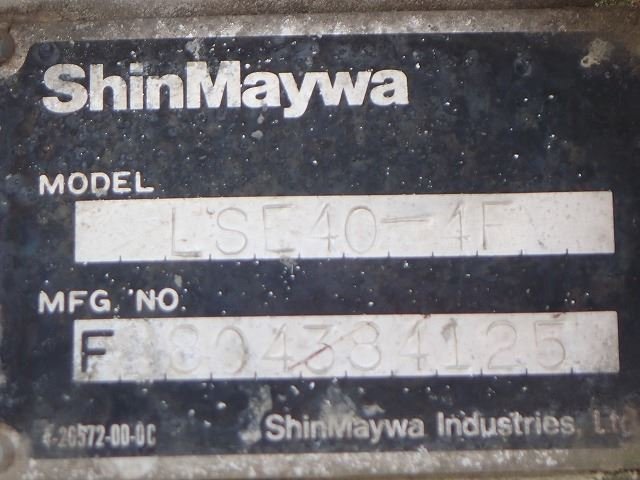 ShinMaywa
MODEL
LSE40-4F
MFG. NO.
F 804384125
4-26572-00-0C
ShinMaywa Industries, Ltd